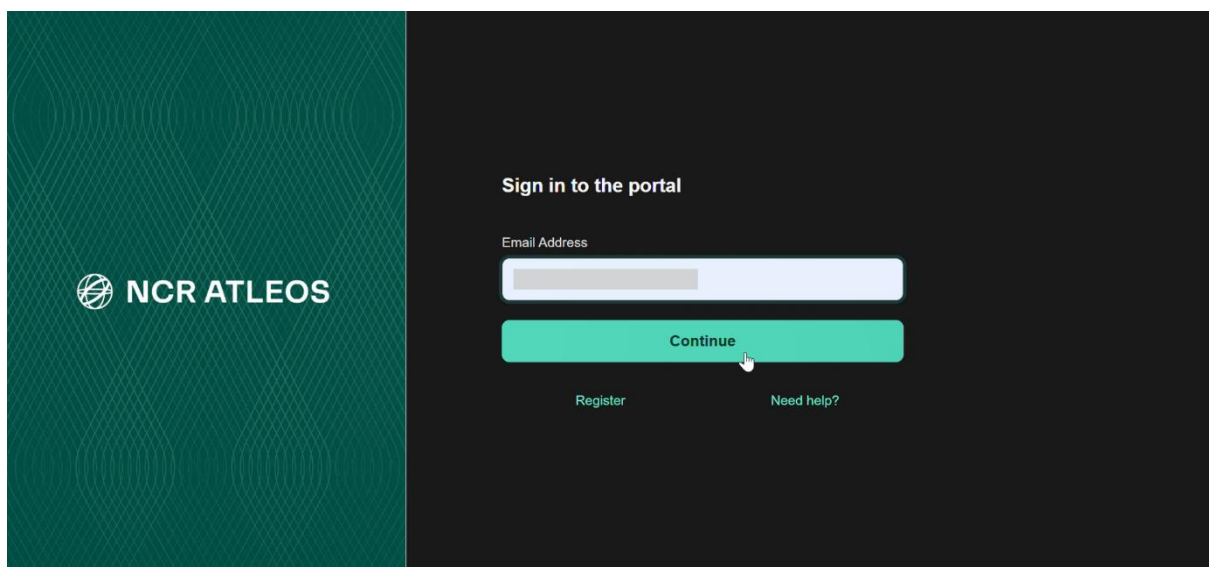 NCR ATLEOS
Sign in to the portal
Email Address
Continue
Register Need help?